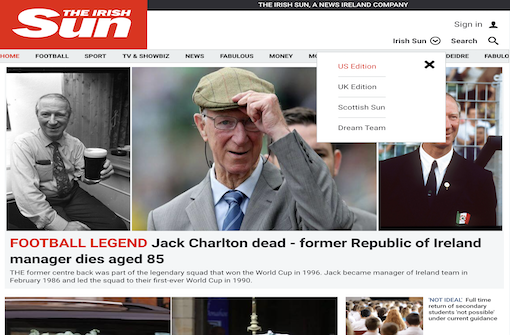 THE IRISH SUN, A NEWS IRELAND COMPANY
THE IRISH
Sun
Sign in
Irish Sun
Search
HOME FOOTBALL SPORT TV & SHOWBIZ NEWS FABULOUS MONEY MO DEIRDRE FABULO
US Edition
UK Edition
Scottish Sun
Dream Team
FOOTBALL LEGEND Jack Charlton dead - former Republic of Ireland
manager dies aged 85
THE former centre back was part of the legendary squad that won the World Cup in 1996. Jack became manager of Ireland team in
February 1986 and led the squad to their first-ever World Cup in 1990.
'NOT IDEAL' Full time
return of secondary
students 'not possible'
under current guidance